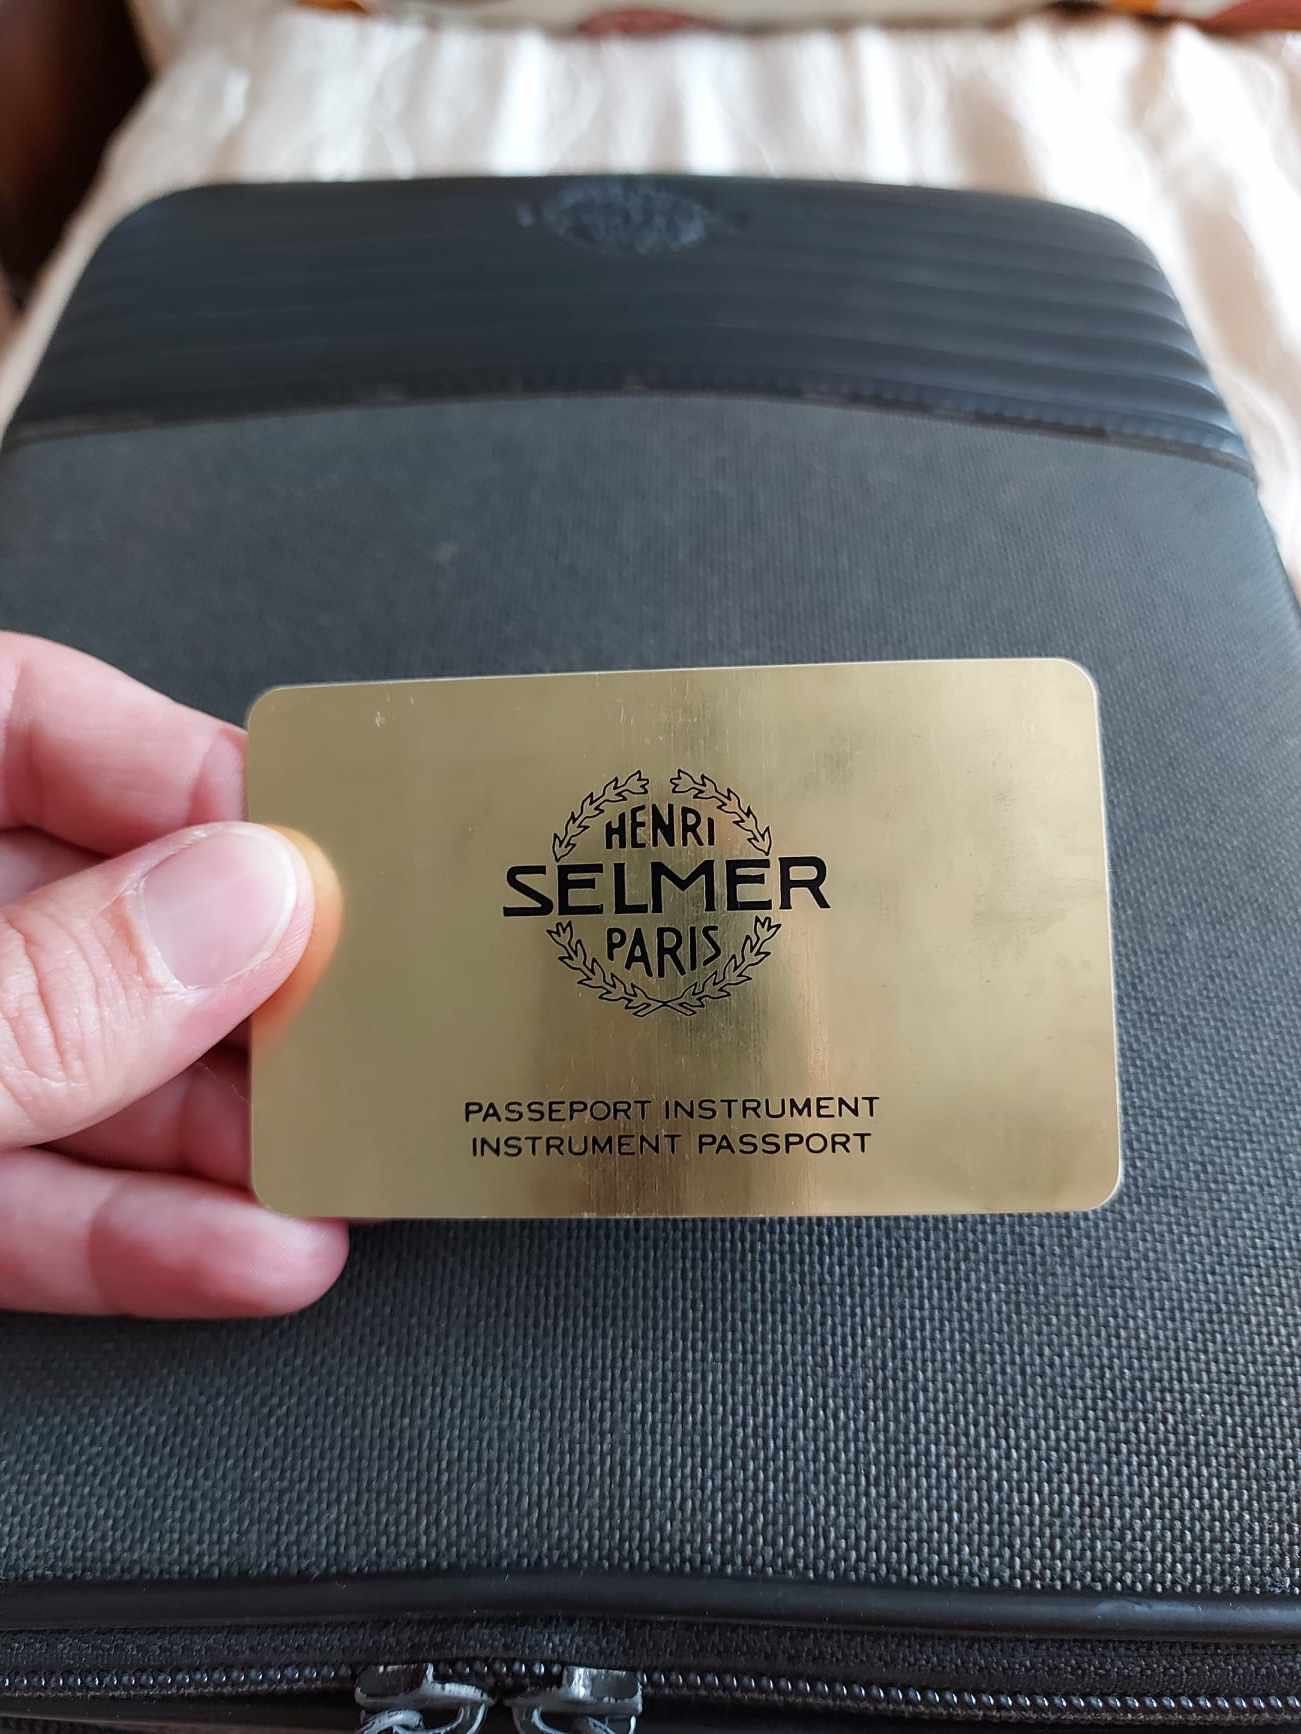 HENRI
SELMER
PARIS
PASSEPORT INSTRUMENT
INSTRUMENT PASSPORT